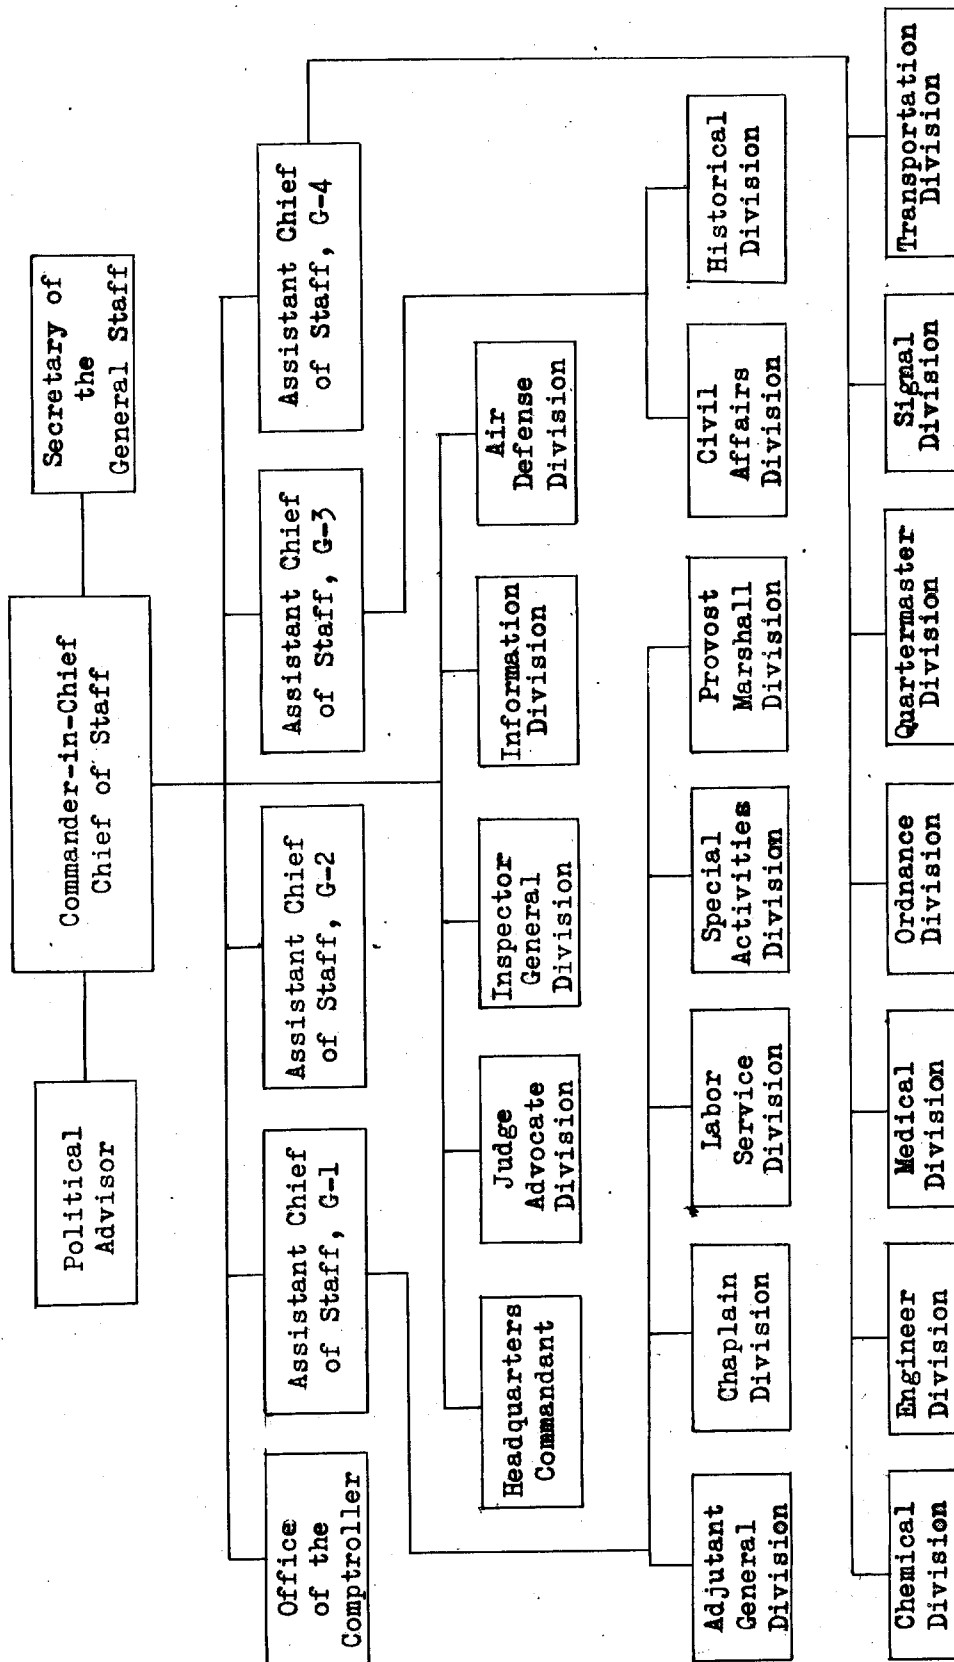 Commander-in-Chief
Chief of Staff
Political
Advisor
Secretary of
the
General Staff
Office
of the
Comptroller
Assistant Chief
of Staff, G-1
Assistant Chief
of Staff, G-2
Assistant Chief
of Staff, G-3
Assistant Chief
of Staff, G-4
Headquarters
Commandant
Judge
Advocate
Division
Inspector
General
Division
Information
Division
Air
Defense
Division
Adjutant
General
Division
Chaplain
Division
Labor
Service
Division
Special
Activities
Division
Provost
Marshall
Division
Civil
Affairs
Division
Historical
Division
Chemical
Division
Engineer
Division
Medical
Division
Ordnance
Division
Quartermaster
Division
Signal
Division
Transportation
Division